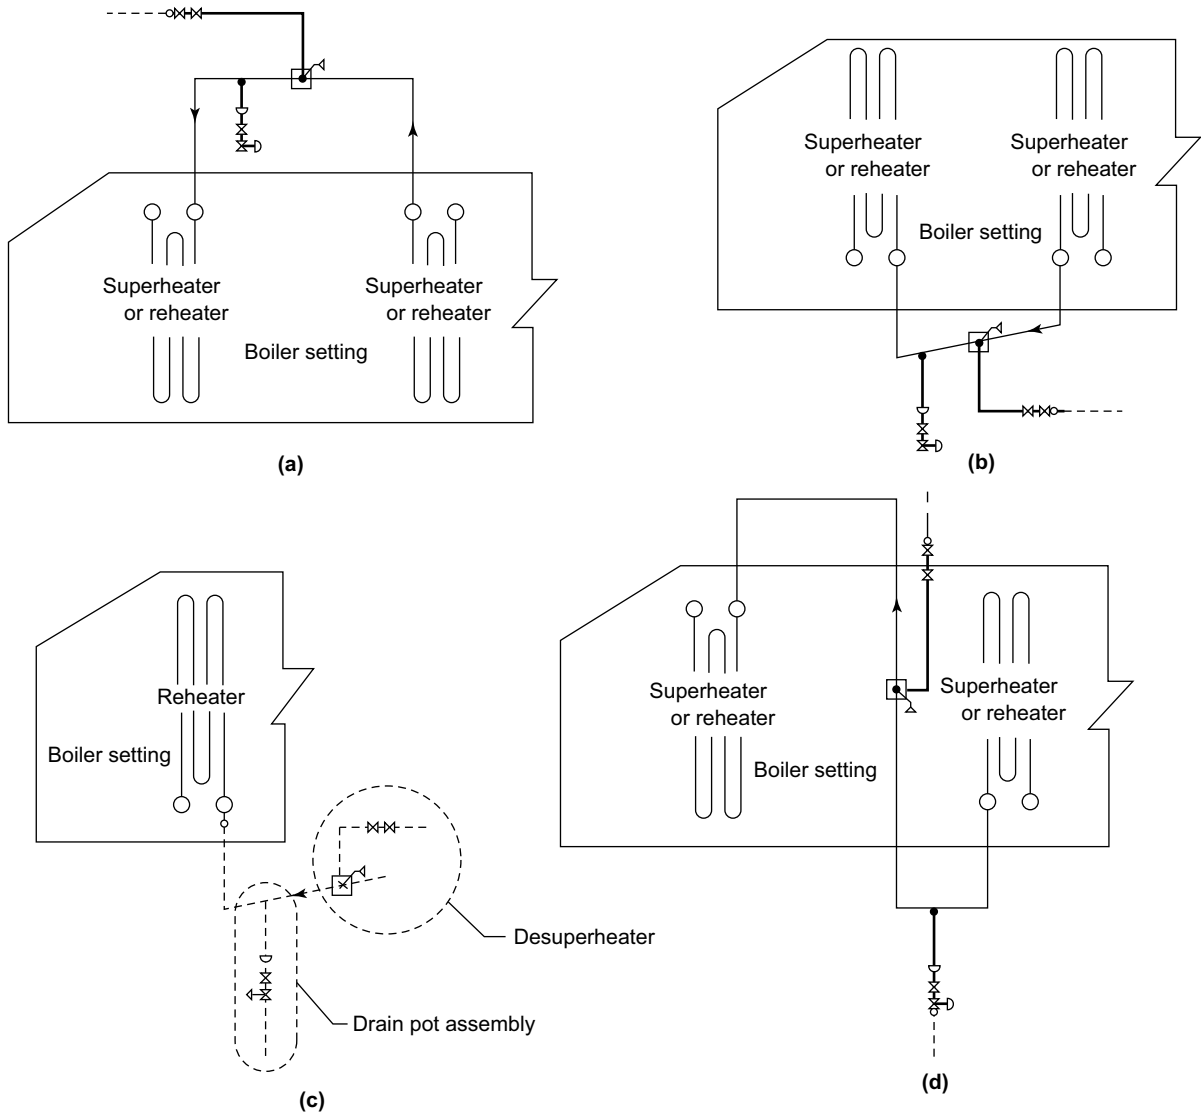 Superheater
or reheater
Superheater
or reheater
Boiler setting
(a)
Superheater
or reheater
Superheater
or reheater
Boiler setting
(b)
Reheater
Boiler setting
Desuperheater
Drain pot assembly
(c)
Superheater
or reheater
Superheater
or reheater
Boiler setting
(d)